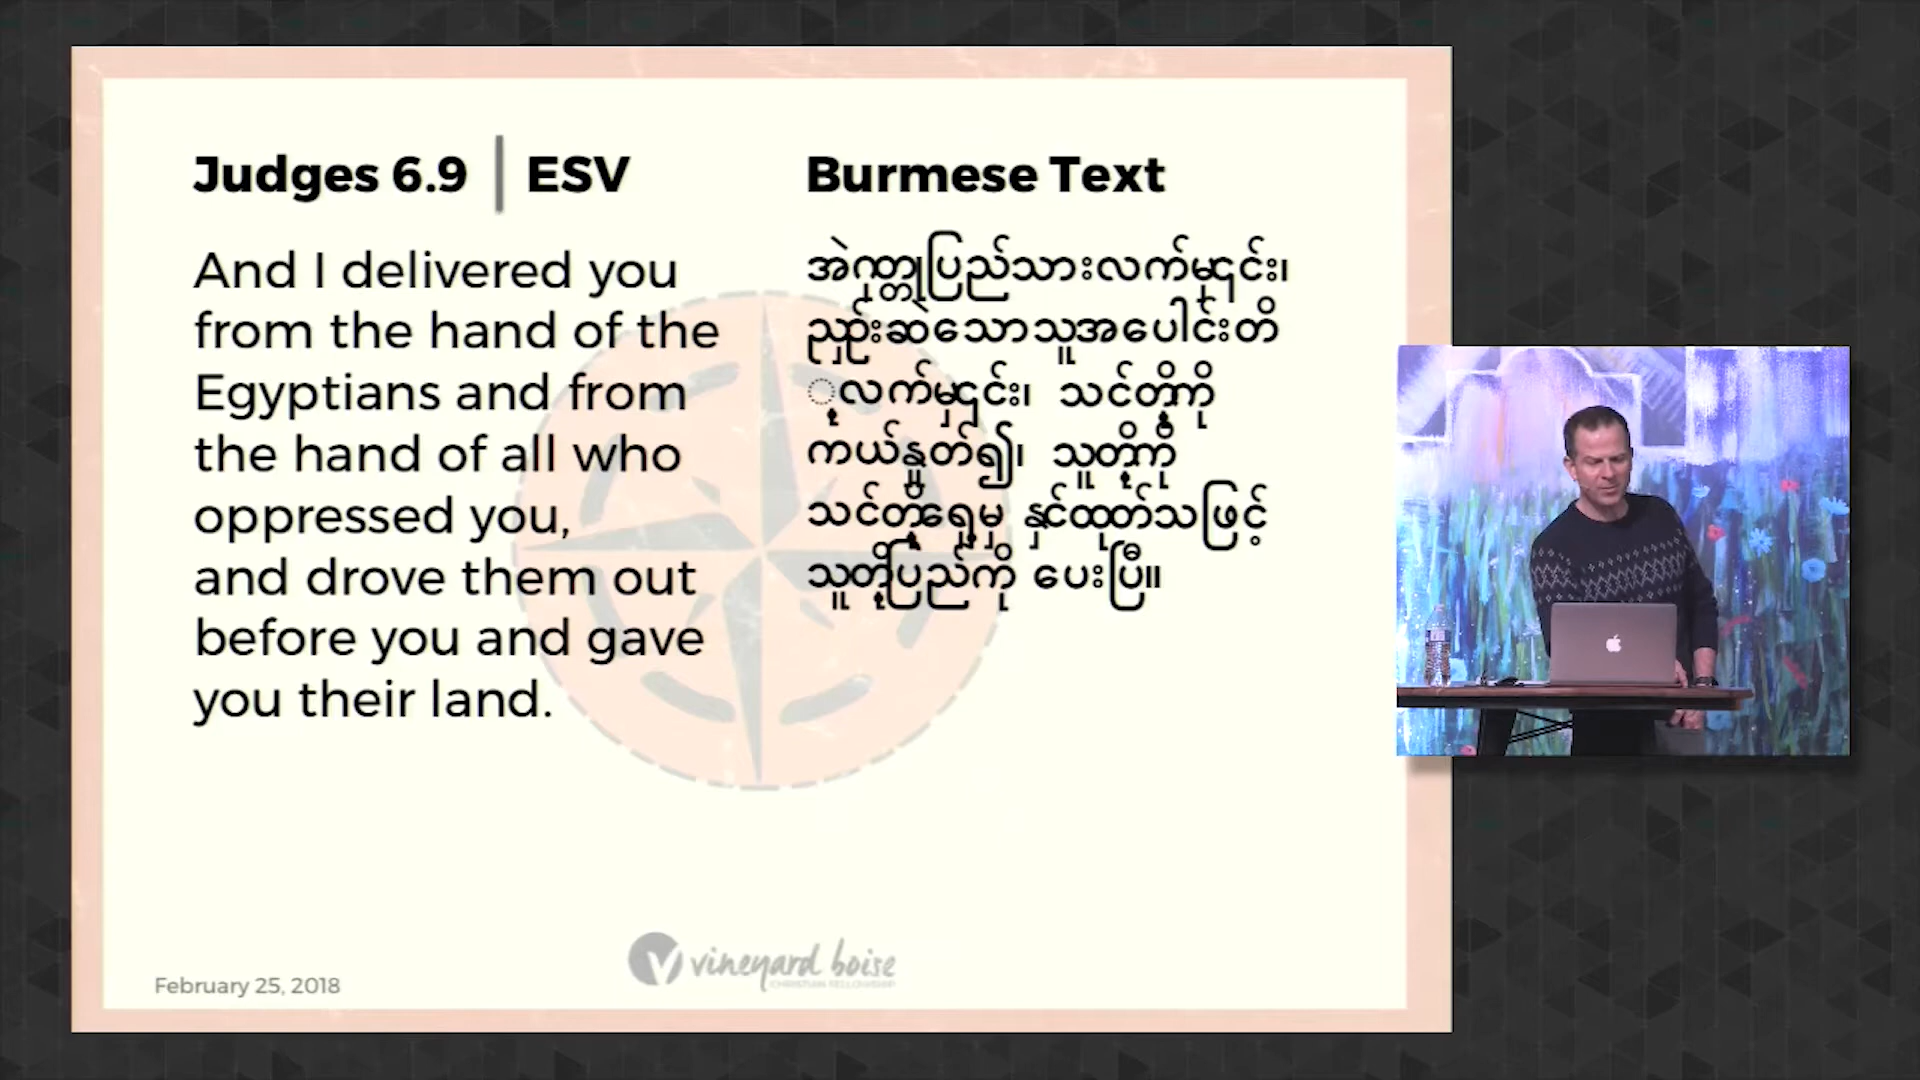 Judges 6.9 | ESV
And I delivered you
from the hand of the
Egyptians and from
the hand of all who
oppressed you,
and drove them out
before you and gave
you their land.
Burmese Text
အဲဂုတ္တုပြည်သားလက်မှ၎င်း၊
ညှဉ်းဆဲသောသူအပေါင်းတိ
ု့လက်မှ၎င်း၊ သင်တို့ကို
ကယ်နှုတ်၍၊ သူတို့ကို
သင်တို့ရှေ့မှ နှင်ထုတ်သဖြင့်
သူတို့ပြည်ကို ပေးပြီ။
February 25, 2018
vineyard boise
CHRISTIAN FELLOWSHIP